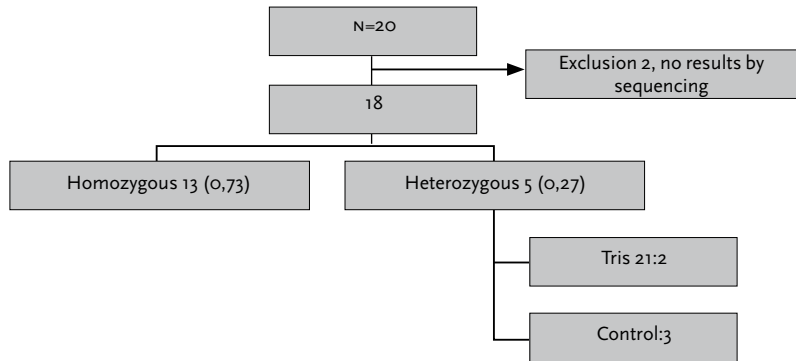 N=20
Exclusion 2, no results by
sequencing
18
Homozygous 13 (0,73)
Heterozygous 5 (0,27)
Tris 21:2
Control:3